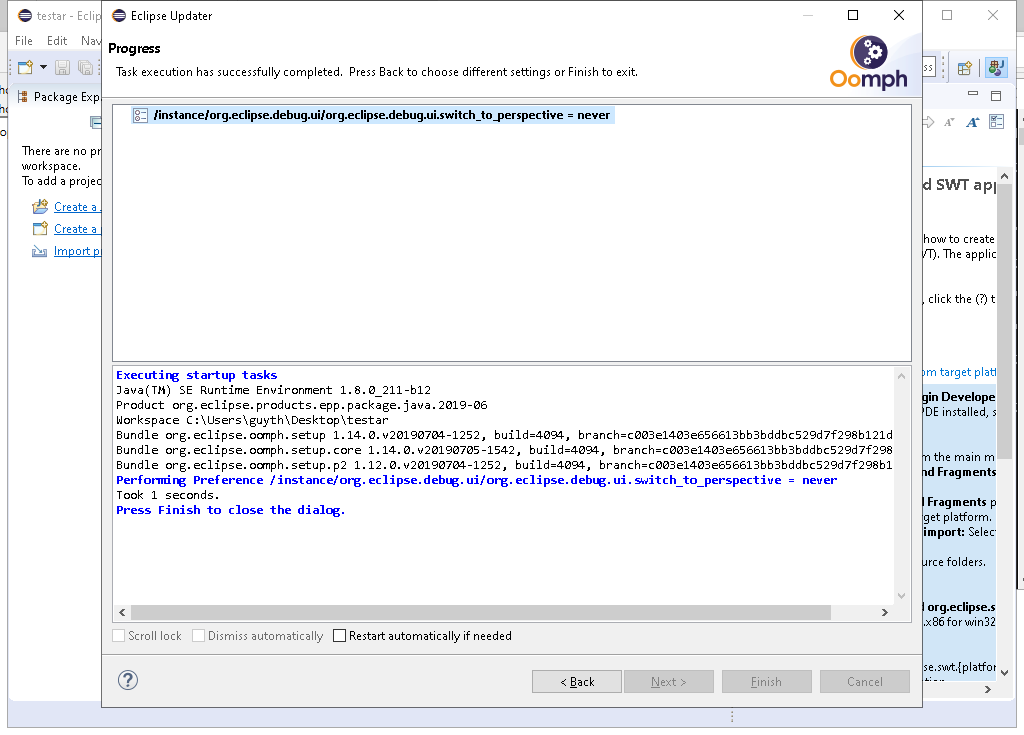 testar - Eclip
Eclipse Updater
File Edit Nav
Progress
Task execution has successfully completed. Press Back to choose different settings or Finish to exit.
Oomph
ss
Package Exp
/instance/org.eclipse.debug.ui/org.eclipse.debug.ui.switch_to_perspective = never
There are no pr
workspace.
To add a projec
Create a
Create a
Import p
d SWT app
how to create
VT). The applic
, click the (?) t
om target platf
gin Develope
PDE installed, s
m the main m
nd Fragments
l Fragments p
rget platform.
import: Selec
urce folders.
l org.eclipse.s
.x86 for win32
se.swt.{platfor
Executing startup tasks
Java(TM) SE Runtime Environment 1.8.0_211-b12
Product org.eclipse.products.epp.package.java.2019-06
Workspace C:\Users\guyth\Desktop\testar
Bundle org.eclipse.oomph.setup 1.14.0.v20190704-1252, build=4094, branch=c003e1403e656613bb3bddbc529d7f298b121d
Bundle org.eclipse.oomph.setup.core 1.14.0.v20190705-1542, build=4094, branch=c003e1403e656613bb3bddbc529d7f298
Bundle org.eclipse.oomph.setup.p2 1.12.0.v20190704-1252, build=4094, branch=c003e1403e656613bb3bddbc529d7f298b1
Performing Preference /instance/org.eclipse.debug.ui/org.eclipse.debug.ui.switch_to_perspective = never
Took 1 seconds.
Press Finish to close the dialog.
Scroll lock Dismiss automatically Restart automatically if needed
< Back Next > Finish Cancel